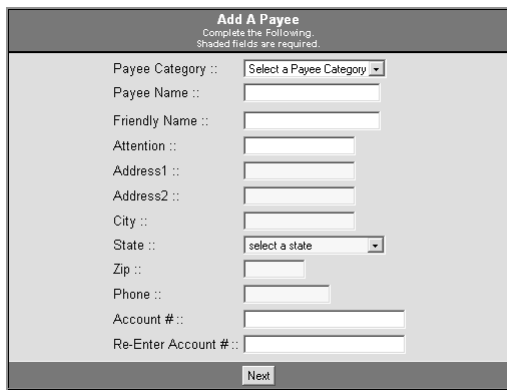 Add A Payee
Complete the Following.
Shaded fields are required.
Payee Category :: Select a Payee Category
Payee Name ::
Friendly Name ::
Attention ::
Address1 ::
Address2 ::
City ::
State :: select a state
Zip ::
Phone ::
Account # ::
Re-Enter Account # ::
Next